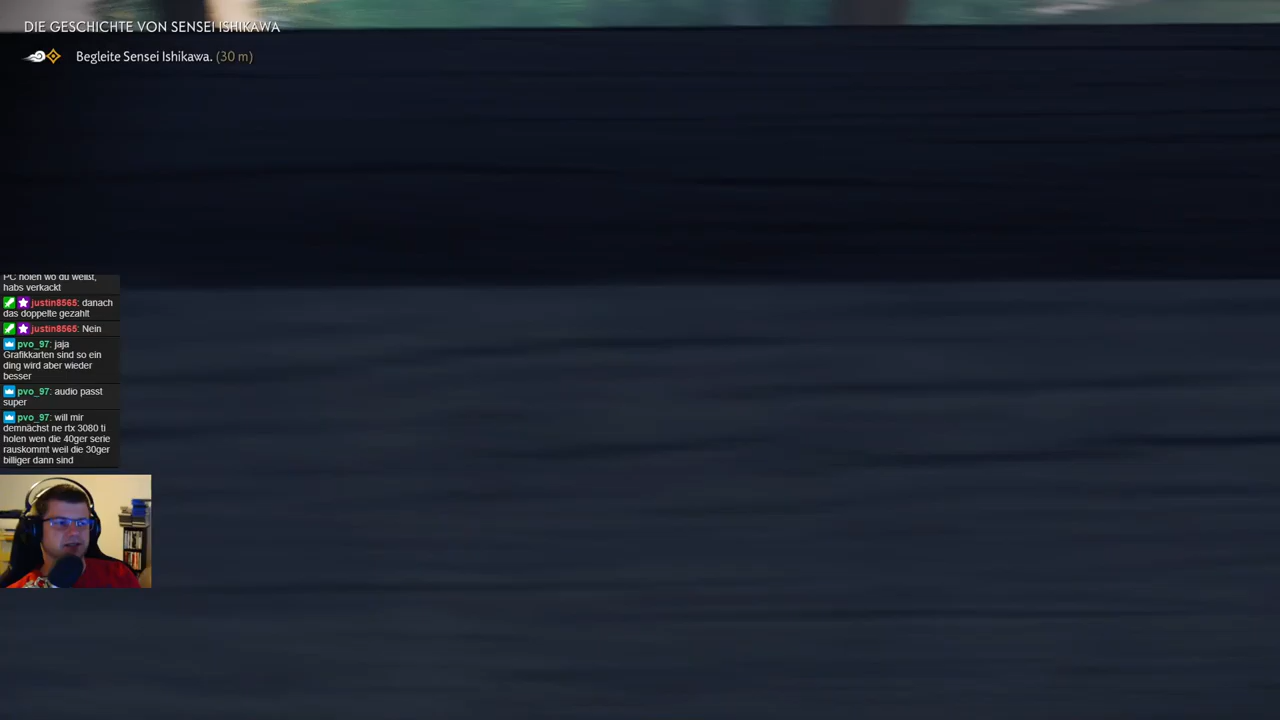 DIE GESCHICHTE VON SENSEI ISHIKAWA
Begleite Sensei Ishikawa. (30 m)
PC holen wo du weißt,
habs verkackt
justin8565: danach
das doppelte gezahlt
justin8565: Nein
pvo_97: jaja
Grafikkarten sind so ein
ding wird aber wieder
besser
pvo_97: audio passt
super
pvo_97: will mir
demnächst ne rtx 3080 ti
holen wen die 40ger serie
rauskommt weil die 30ger
billiger dann sind